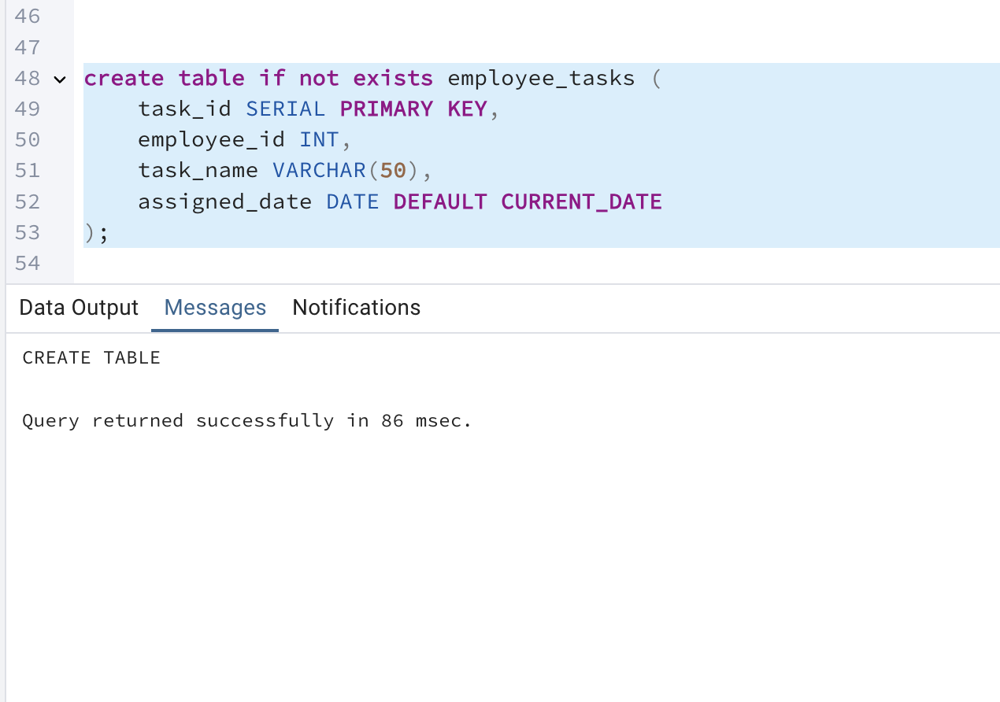 46
47
48 create table if not exists employee_tasks (
49 task_id SERIAL PRIMARY KEY,
50 employee_id INT,
51 task_name VARCHAR(50),
52 assigned_date DATE DEFAULT CURRENT_DATE
53 );
54
Data Output Messages Notifications
CREATE TABLE
Query returned successfully in 86 msec.